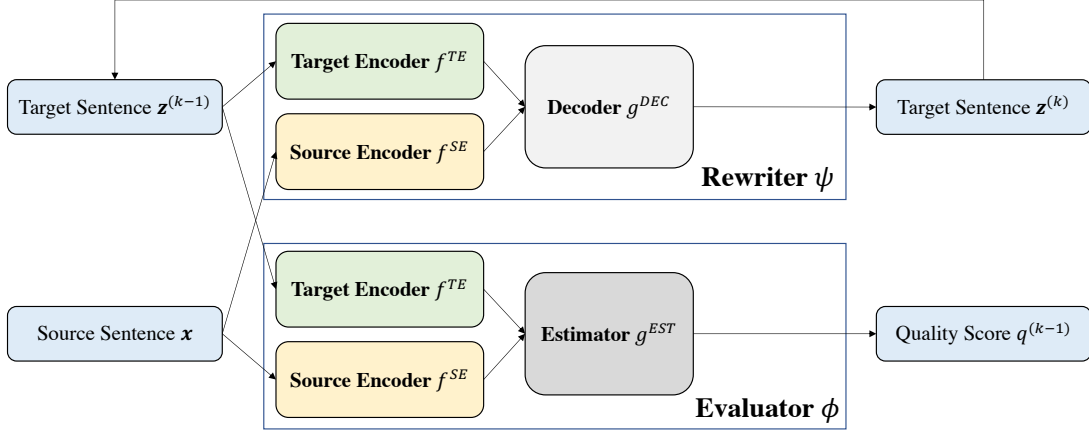 Target Encoder f^{TE}
Target Sentence z^{(k-1)}
Decoder g^{DEC}
Target Sentence z^{(k)}
Source Encoder f^{SE}
Rewriter ψ
Target Encoder f^{TE}
Source Sentence x
Estimator g^{EST}
Quality Score q^{(k-1)}
Source Encoder f^{SE}
Evaluator ϕ